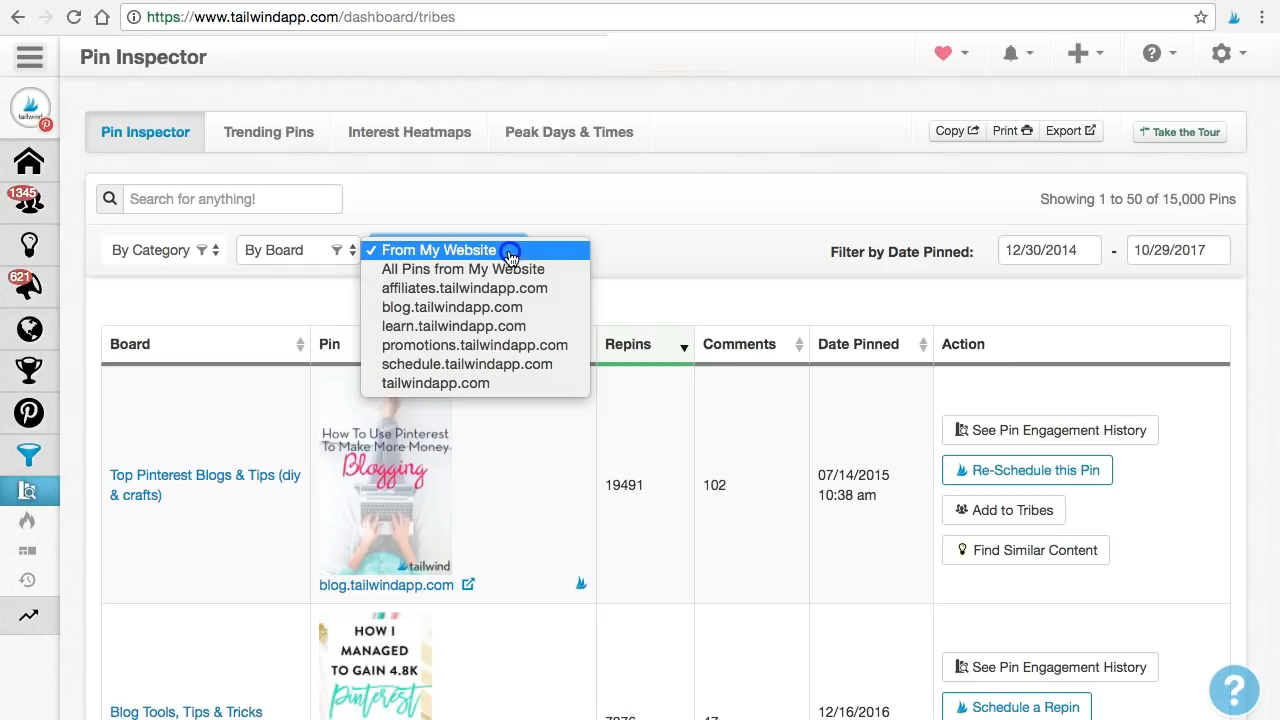 https://www.tailwindapp.com/dashboard/tribes
Pin Inspector
tailwind
Pin Inspector
Trending Pins
Interest Heatmaps
Peak Days & Times
Copy
Print
Export
Take the Tour
1345
Search for anything!
Showing 1 to 50 of 15,000 Pins
By Category
By Board
✓ From My Website
All Pins from My Website
affiliates.tailwindapp.com
blog.tailwindapp.com
learn.tailwindapp.com
promotions.tailwindapp.com
schedule.tailwindapp.com
tailwindapp.com
Filter by Date Pinned:
12/30/2014
-
10/29/2017
621
Board
Pin
Repins
Comments
Date Pinned
Action
Top Pinterest Blogs & Tips (diy
& crafts)
How To Use Pinterest
To Make More Money
Blogging
tailwind
blog.tailwindapp.com
19491
102
07/14/2015
10:38 am
See Pin Engagement History
Re-Schedule this Pin
Add to Tribes
Find Similar Content
Blog Tools, Tips & Tricks
HOW I
MANAGED
TO GAIN 4.8K
Pinterest
12/16/2016
See Pin Engagement History
Schedule a Repin
?